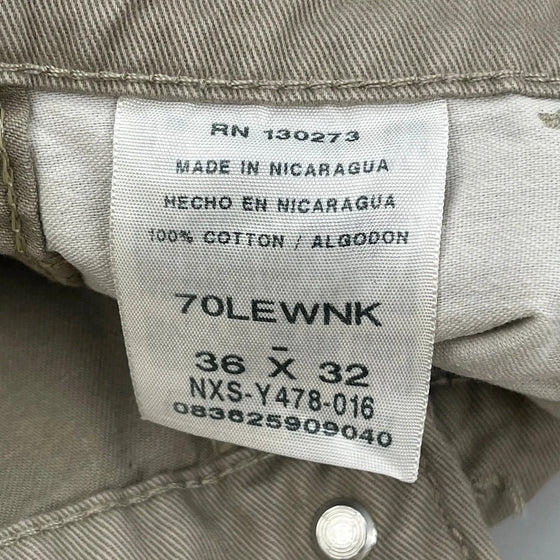 RN 130273
MADE IN NICARAGUA
HECHO EN NICARAGUA
100% COTTON / ALGODON
70LEWNK
-
36 X 32
NXS-Y478-016
083625909040